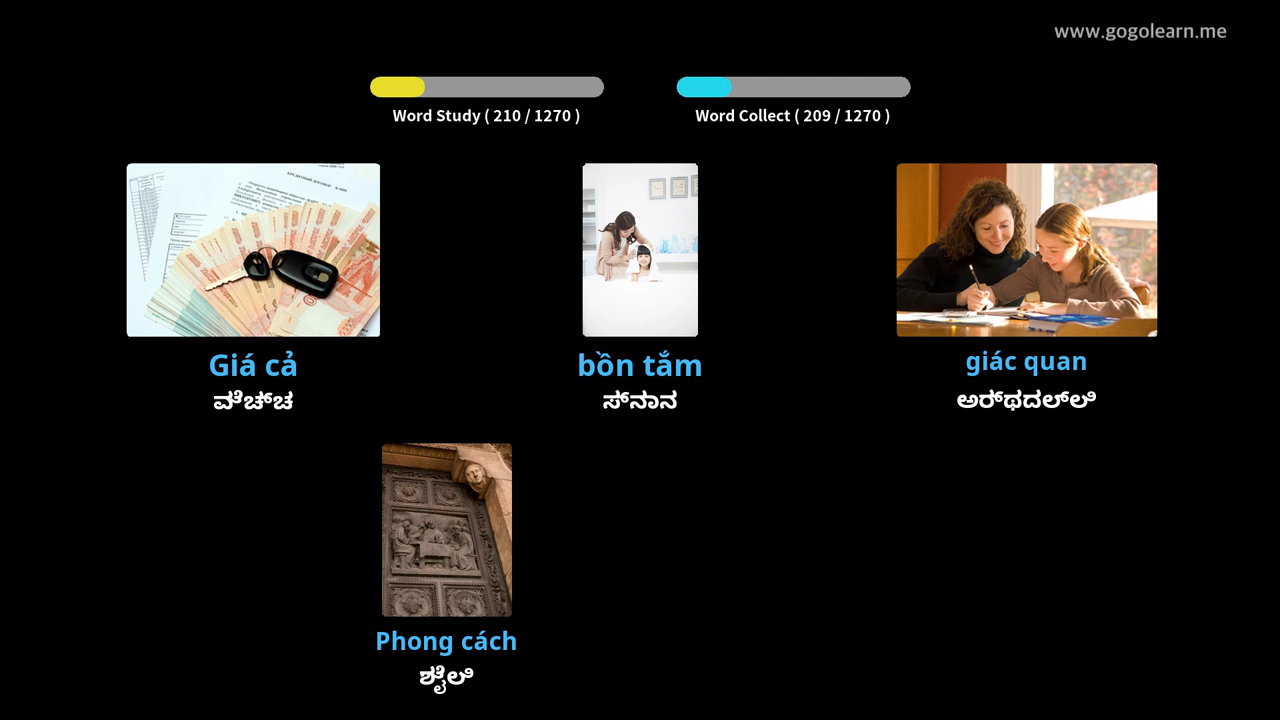 www.gogolearn.me
Word Study ( 210 / 1270 )
Word Collect ( 209 / 1270 )
Giá cả
ವೆಚ್ಚ
bồn tắm
ಸ್ನಾನ
giác quan
ಅರ್ಥದಲ್ಲಿ
Phong cách
ಶೈಲಿ